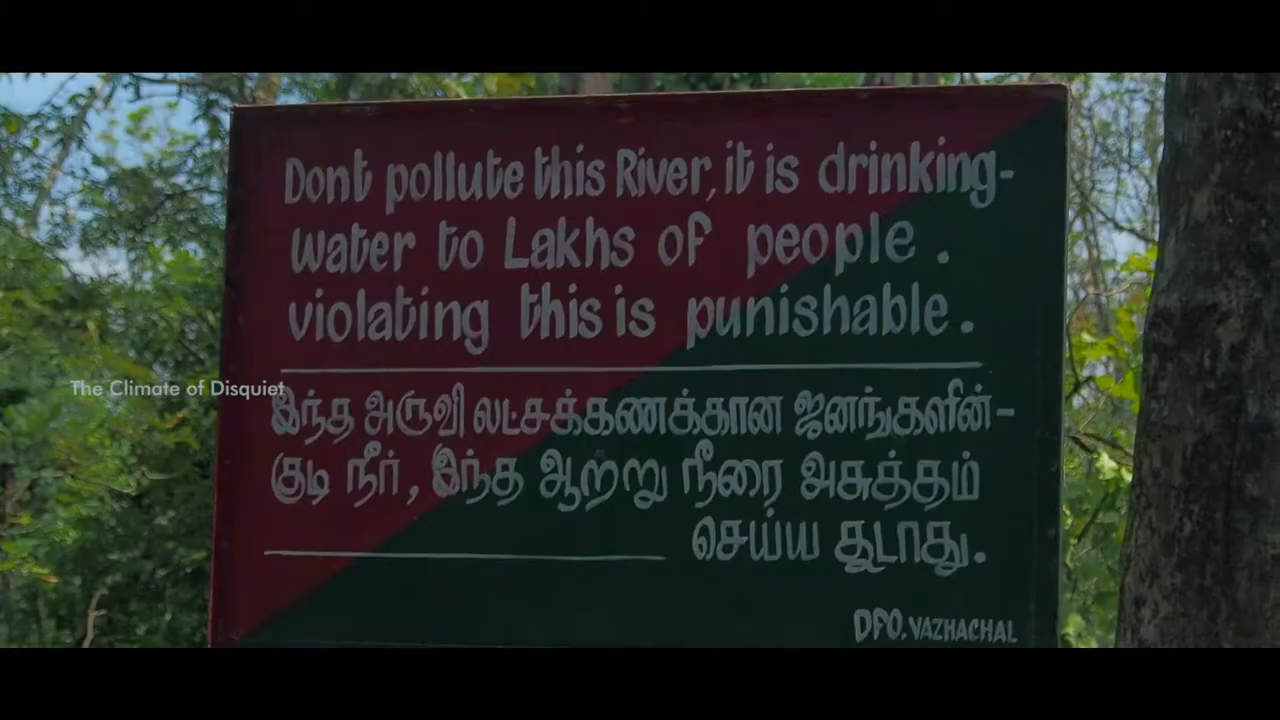 Dont pollute this River, it is drinking-
water to Lakhs of people.
violating this is punishable.
The Climate of Disquiet
இந்த அருவி லட்சக்கணக்கான ஜனங்களின்-
குடி நீர், இந்த ஆற்று நீரை அசுத்தம்
செய்ய கூடாது.
DFO. VAZHACHAL